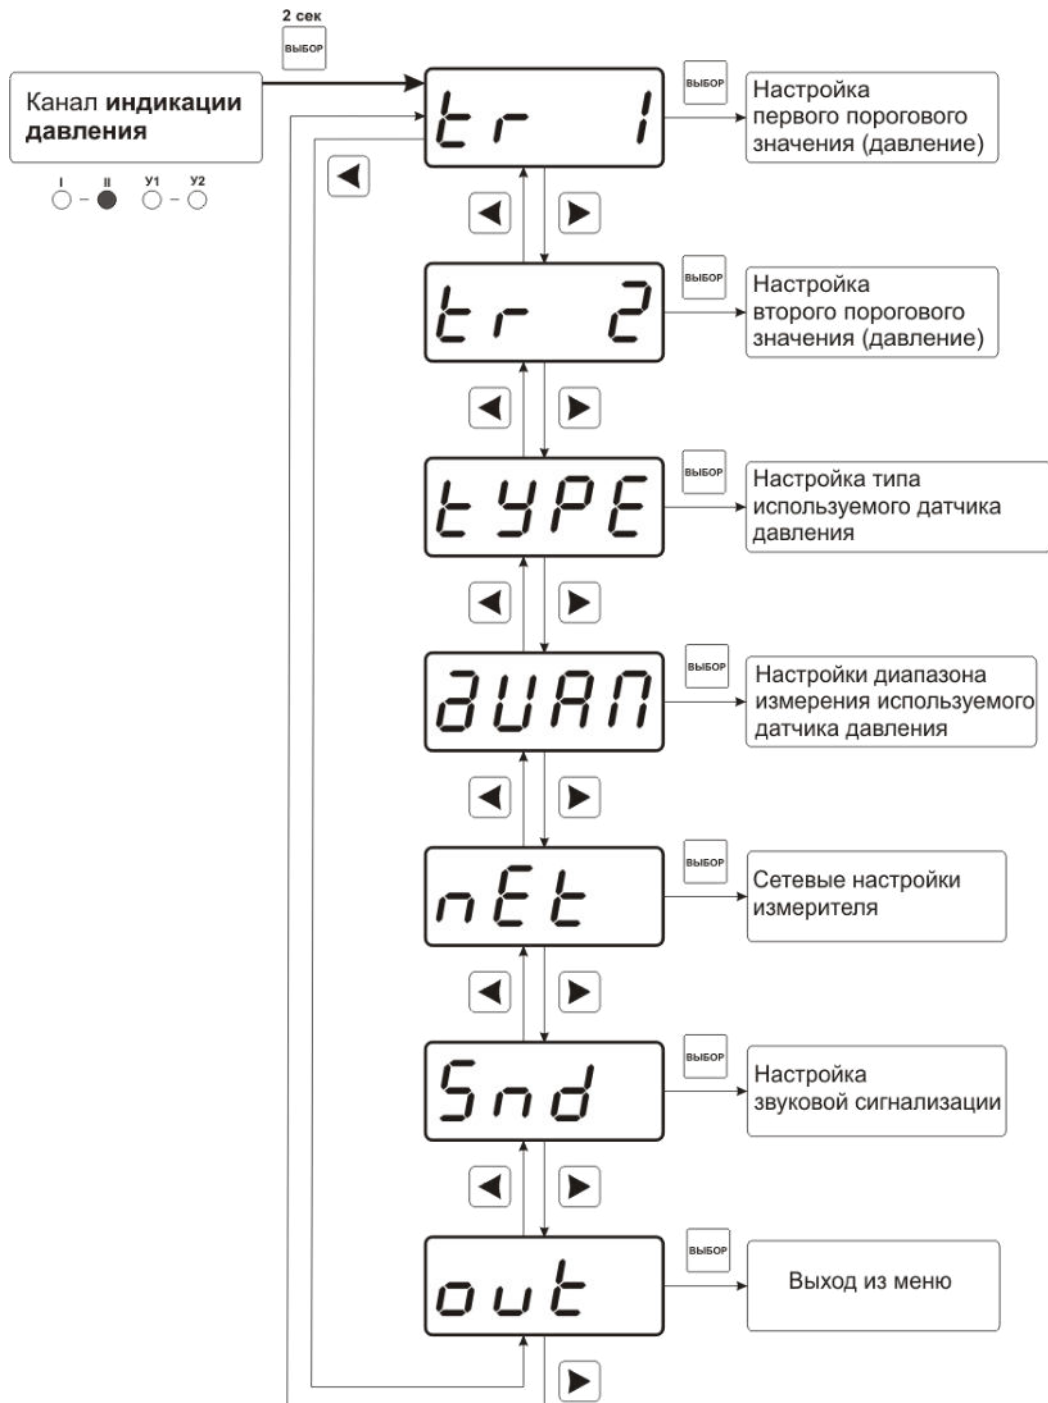 2 сек
ВЫБОР
Канал индикации
давления
I II У1 У2
tr 1
ВЫБОР
Настройка
первого порогового
значения (давление)
tr 2
ВЫБОР
Настройка
второго порогового
значения (давление)
tYPE
ВЫБОР
Настройка типа
используемого датчика
давления
ВЫБОР
Настройки диапазона
измерения используемого
датчика давления
nEt
ВЫБОР
Сетевые настройки
измерителя
Snd
ВЫБОР
Настройка
звуковой сигнализации
out
ВЫБОР
Выход из меню